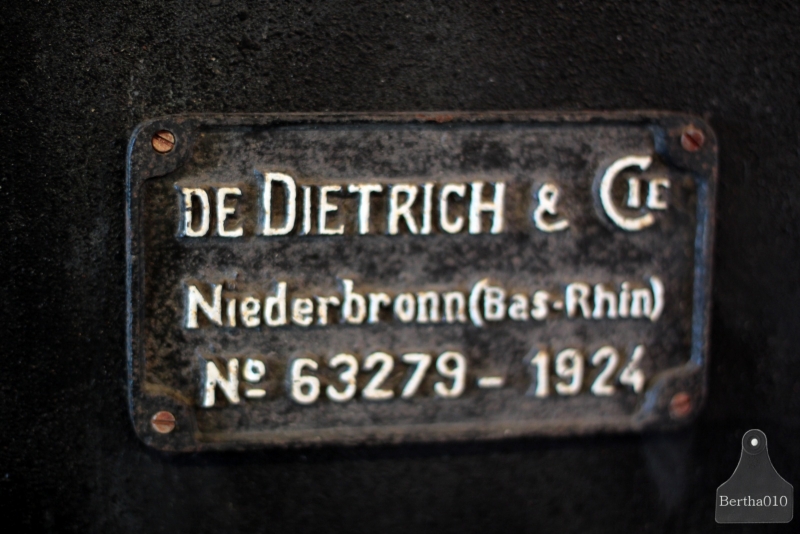 DE DIETRICH & CIE
Niederbronn (Bas-Rhin)
Nº 63279 - 1924
Bertha010